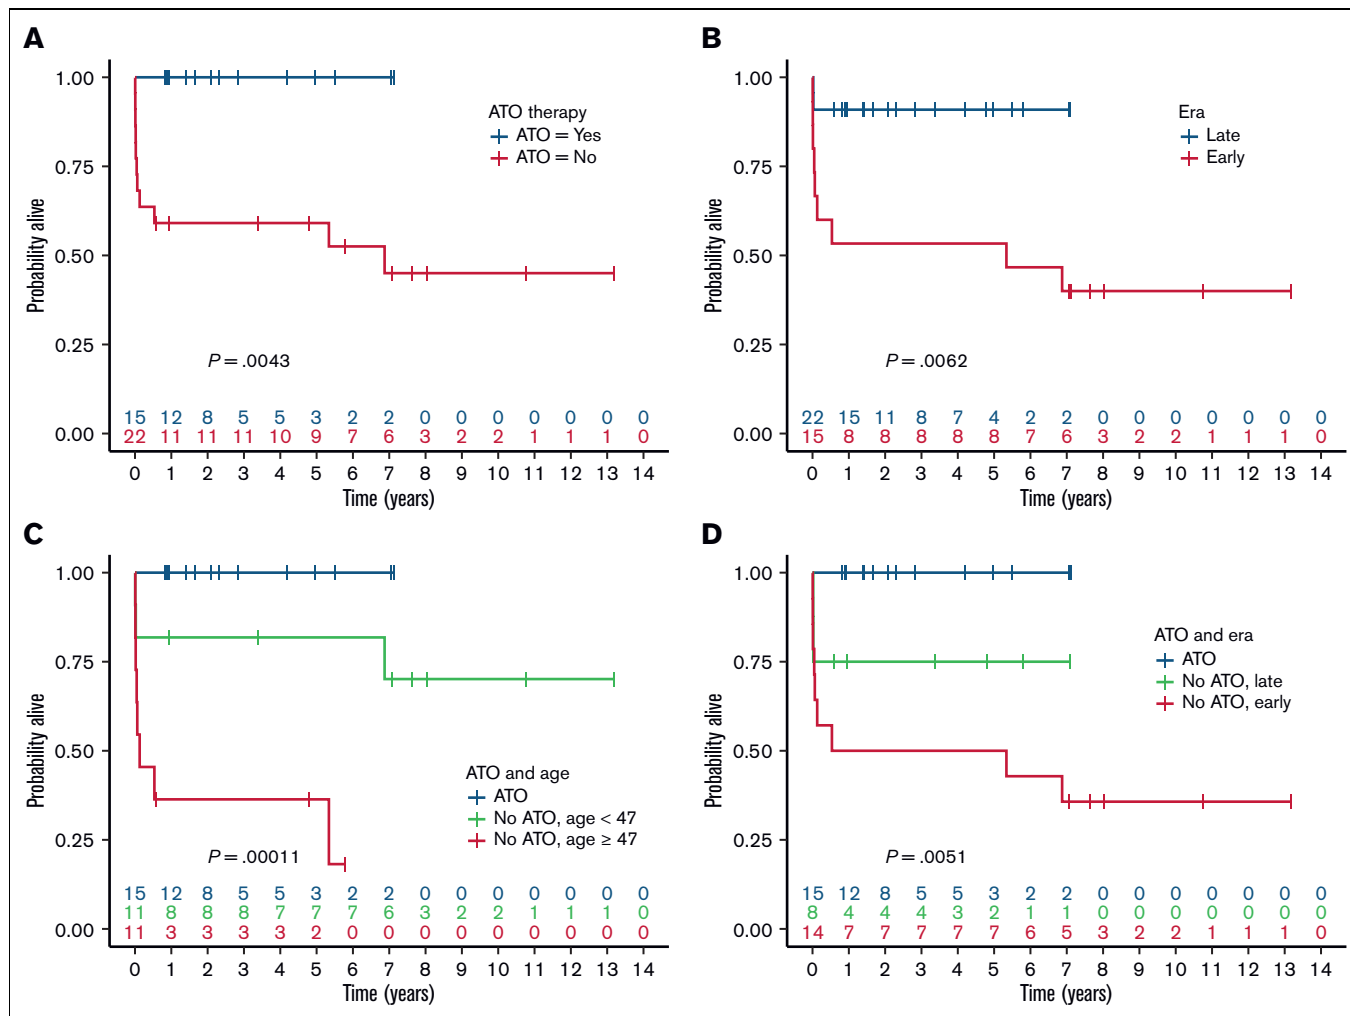 A
1.00
0.75
0.50
0.25
0.00
Probability alive
ATO therapy
ATO = Yes
ATO = No
P = .0043
15 12 8 5 5 3 2 2 0 0 0 0 0 0 0
22 11 11 11 10 9 7 6 3 2 2 1 1 1 0
0 1 2 3 4 5 6 7 8 9 10 11 12 13 14
Time (years)
B
1.00
0.75
0.50
0.25
0.00
Probability alive
Era
Late
Early
P = .0062
22 15 11 8 7 4 2 2 0 0 0 0 0 0 0
15 8 8 8 8 8 7 6 3 2 2 1 1 1 0
0 1 2 3 4 5 6 7 8 9 10 11 12 13 14
Time (years)
C
1.00
0.75
0.50
0.25
0.00
Probability alive
ATO and age
ATO
No ATO, age < 47
No ATO, age ≥ 47
P = .00011
15 12 8 5 5 3 2 2 0 0 0 0 0 0 0
11 8 8 8 7 7 7 6 3 2 2 1 1 1 0
11 3 3 3 3 2 0 0 0 0 0 0 0 0 0
0 1 2 3 4 5 6 7 8 9 10 11 12 13 14
Time (years)
D
1.00
0.75
0.50
0.25
0.00
Probability alive
ATO and era
ATO
No ATO, late
No ATO, early
P = .0051
15 12 8 5 5 3 2 2 0 0 0 0 0 0 0
8 4 4 4 3 2 1 1 0 0 0 0 0 0 0
14 7 7 7 7 7 6 5 3 2 2 1 1 1 0
0 1 2 3 4 5 6 7 8 9 10 11 12 13 14
Time (years)